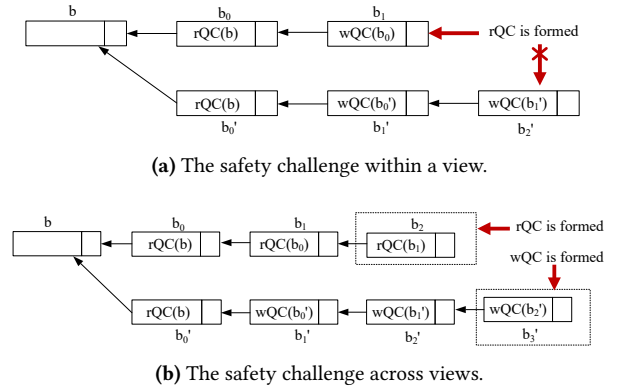 b b₀ b₁
rQC(b) wQC(b₀) rQC is formed
rQC(b) wQC(b₀') wQC(b₁')
b₀' b₁' b₂'
(a) The safety challenge within a view.
b b₀ b₁ b₂
rQC(b) rQC(b₀) rQC(b₁) rQC is formed
wQC is formed
rQC(b) wQC(b₀') wQC(b₁') wQC(b₂')
b₀' b₁' b₂' b₃'
(b) The safety challenge across views.